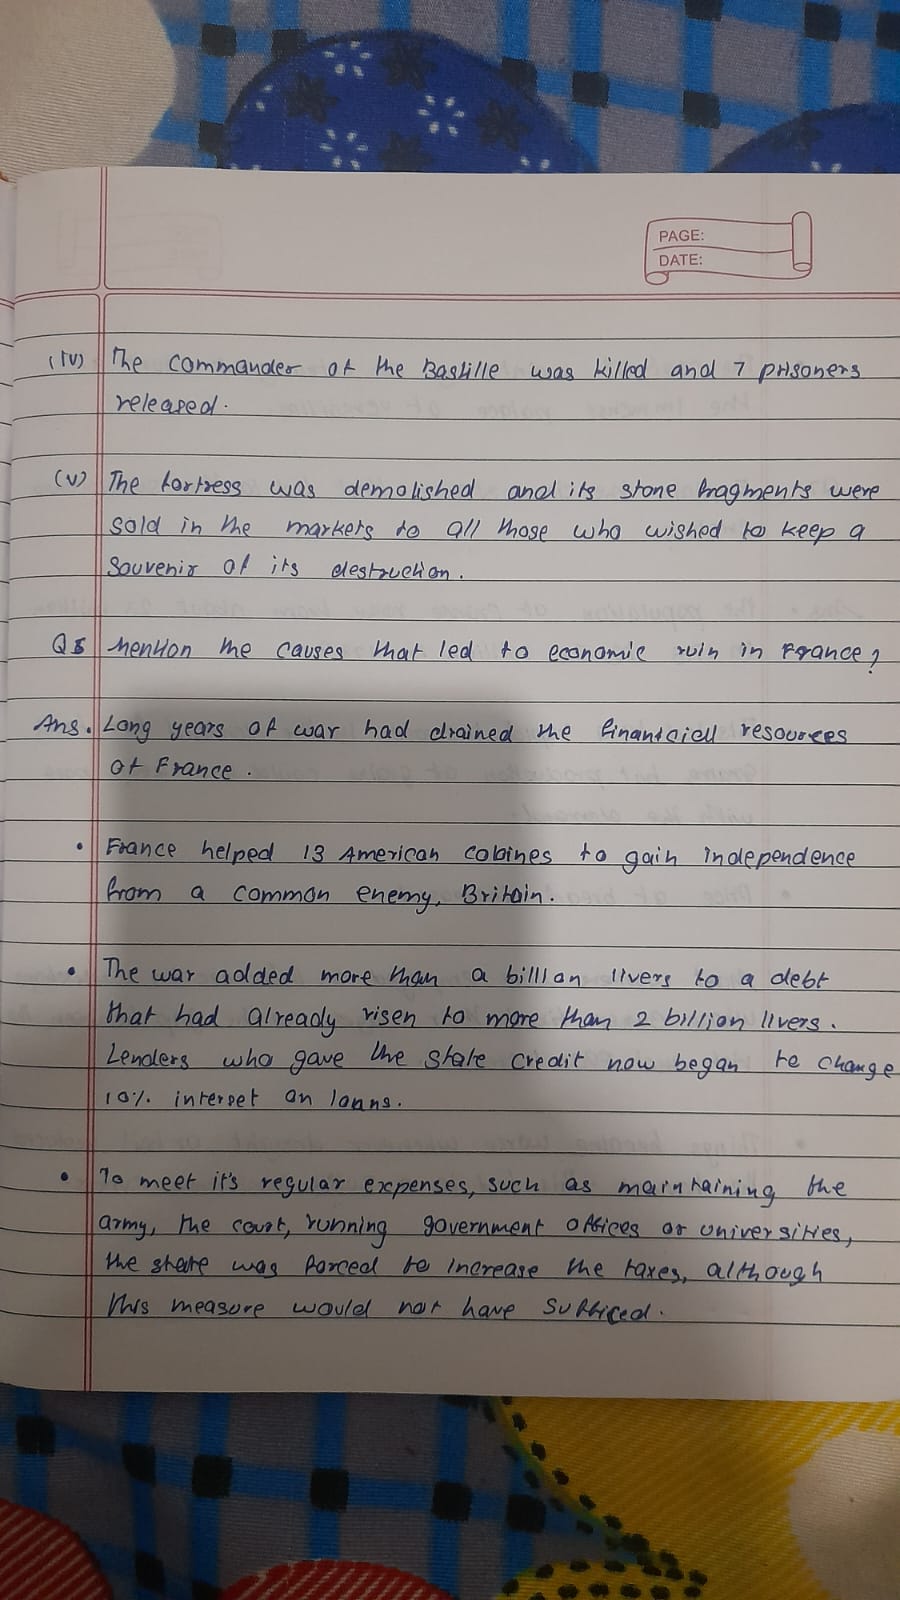 PAGE:
DATE:
(IV) The commander of the Bastille was killed and 7 prisoners
released.
(V) The fortress was demolished and its stone fragments were
sold in the markets to all those who wished to keep a
souvenir of its destruction.
Q5 Mention the causes that led to economic ruin in France?
Ans. Long years of war had drained the financiall resources
of France.
• France helped 13 American colonies to gain independence
from a common enemy, Britain.
• The war added more than a billion livers to a debt
that had already risen to more than 2 billion livers.
Lenders who gave the state credit now began to change
10% interset on loans.
• To meet it's regular expenses, such as maintaining the
army, the court, running government offices or universities,
the state was forced to increase the taxes, although
this measure would not have sufficed.